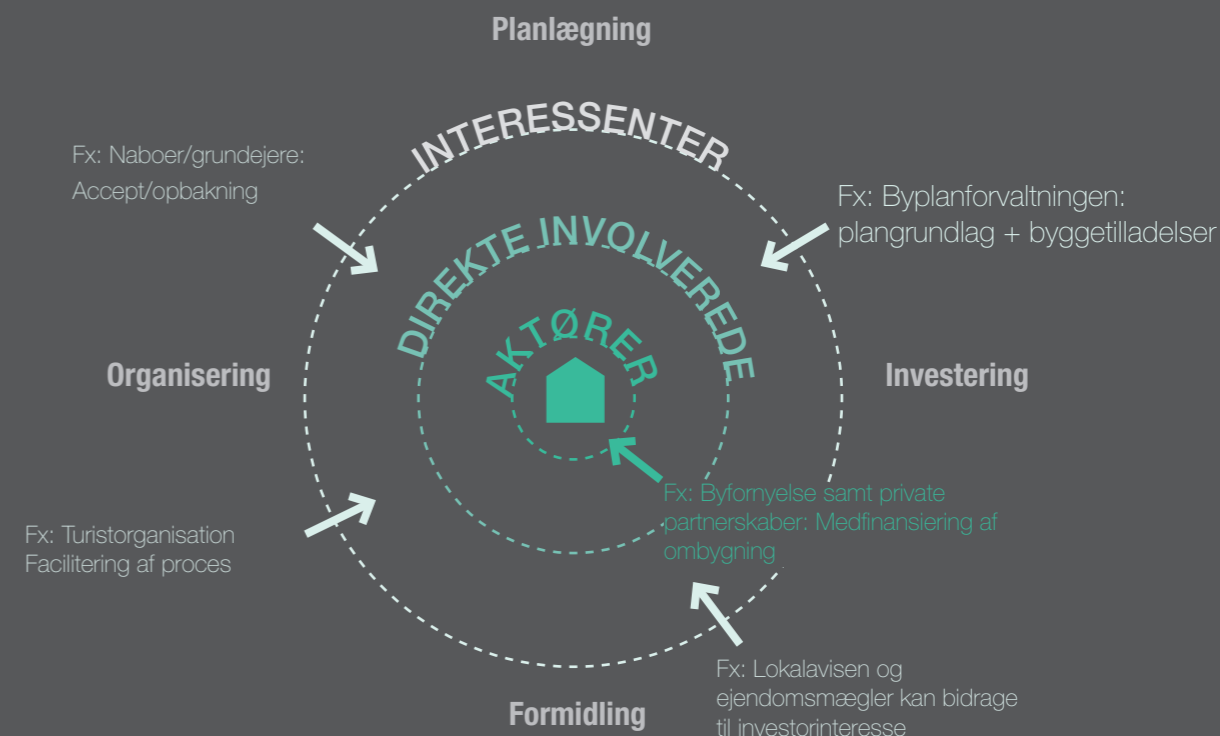 Planlægning
INTERESSENTER
Fx: Naboer/grundejere:
Accept/opbakning
Fx: Byplanforvaltningen:
plangrundlag + byggetilladelser
DIREKTE INVOLVEREDE
AKTØRER
Organisering
Investering
Fx: Byfornyelse samt private
partnerskaber: Medfinansiering af
ombygning
Fx: Turistorganisation
Facilitering af proces
Fx: Lokalavisen og
ejendomsmægler kan bidrage
til investorinteresse
Formidling